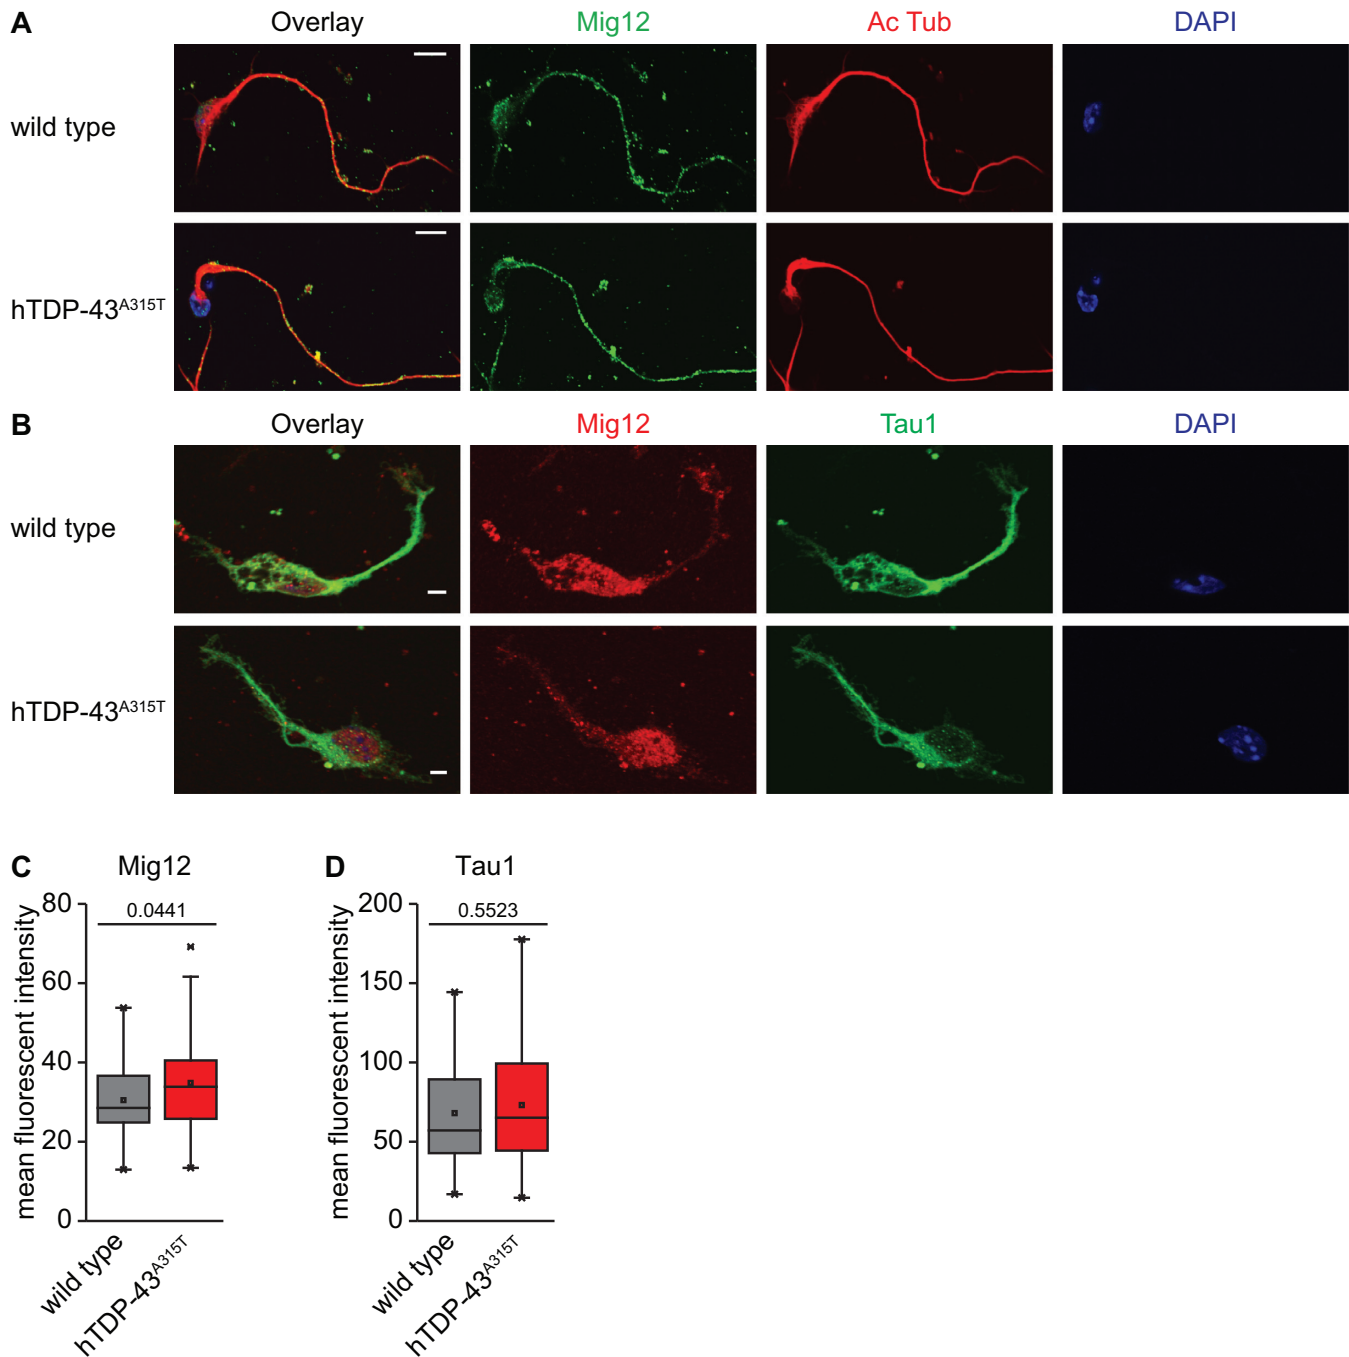 A Overlay Mig12 Ac Tub DAPI
wild type
hTDP-43A315T
B Overlay Mig12 Tau1 DAPI
wild type
hTDP-43A315T
C Mig12
mean fluorescent intensity
80
60
40
20
0
0.0441
wild type
hTDP-43A315T
D Tau1
mean fluorescent intensity
200
150
100
50
0
0.5523
wild type
hTDP-43A315T